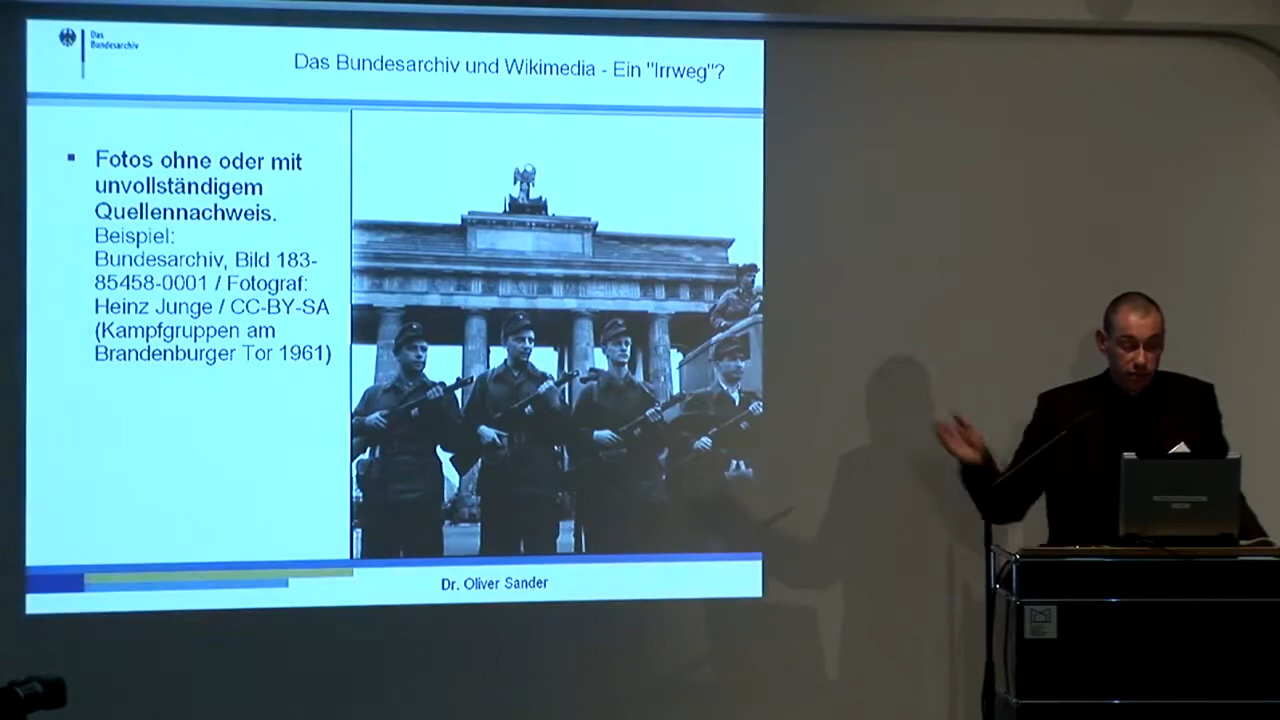 Das
Bundesarchiv
Das Bundesarchiv und Wikimedia - Ein "Irrweg"?
▪ Fotos ohne oder mit
unvollständigem
Quellennachweis.
Beispiel:
Bundesarchiv, Bild 183-
85458-0001 / Fotograf:
Heinz Junge / CC-BY-SA
(Kampfgruppen am
Brandenburger Tor 1961)
Dr. Oliver Sander